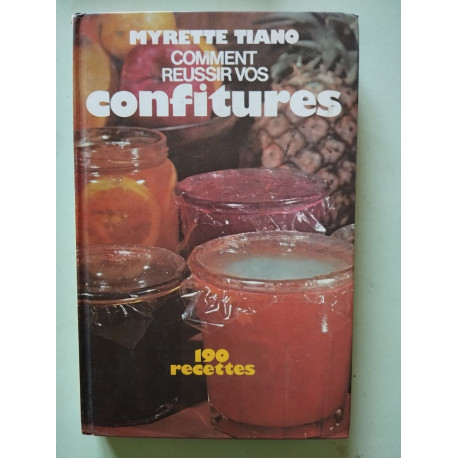 MYRETTE TIANO
COMMENT
REUSSIR VOS
confitures
190
recettes